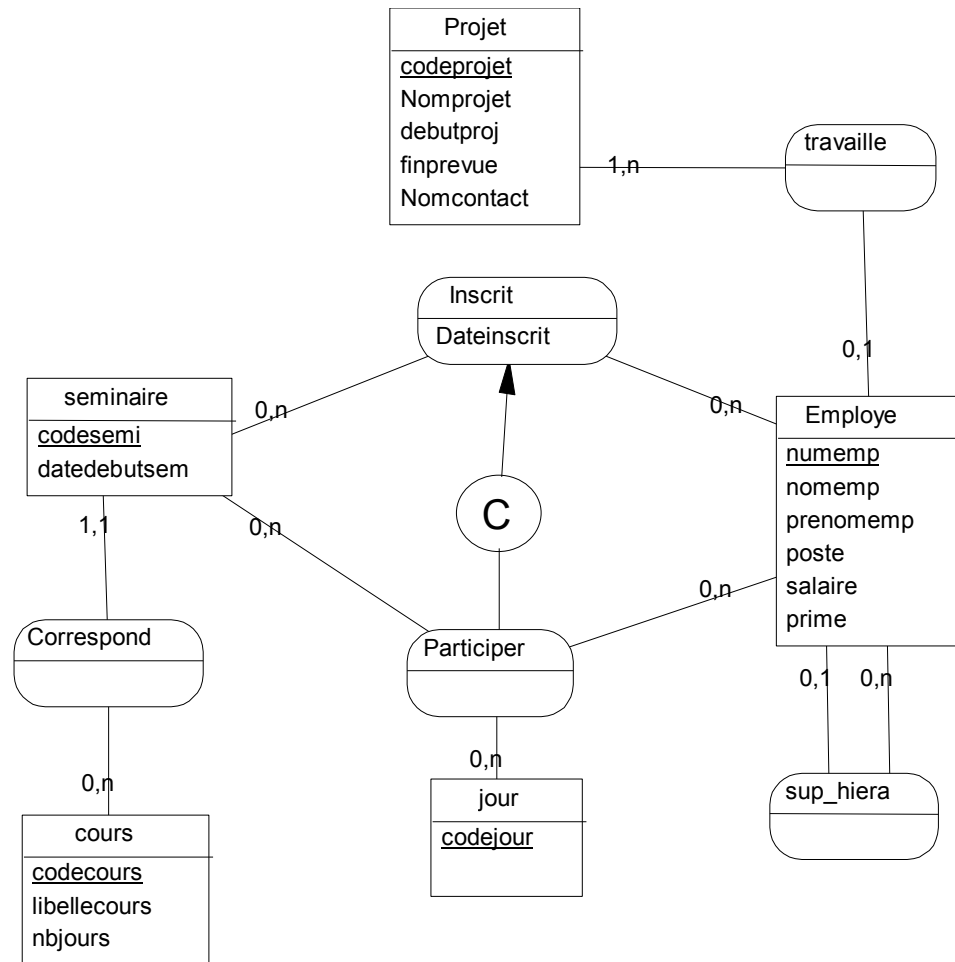 Projet
codeprojet
Nomprojet
debutproj
finprevue
Nomcontact
1,n
travaille
0,1
Inscrit
Dateinscrit
0,n
0,n
seminaire
codesemi
datedebutsem
C
Employe
numemp
nomemp
prenomemp
poste
salaire
prime
1,1
0,n
0,n
Correspond
Participer
0,1
0,n
0,n
0,n
sup_hiera
cours
codecours
libellecours
nbjours
jour
codejour